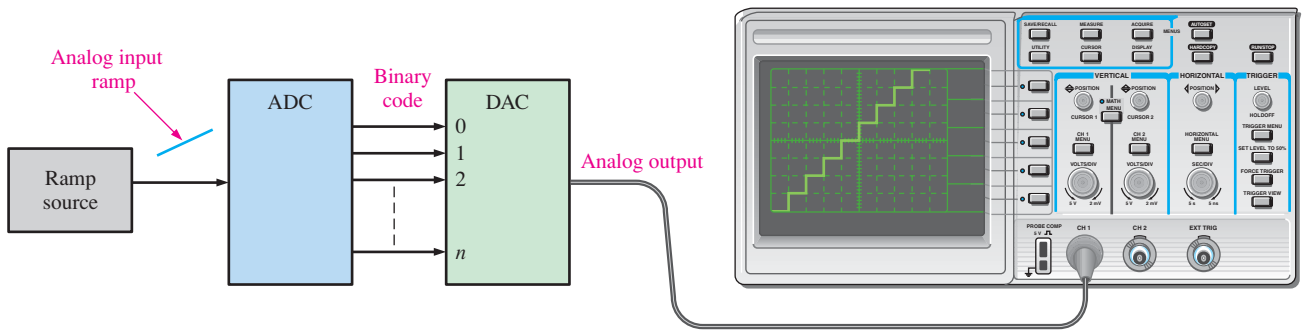 Analog input
ramp
Ramp
source
ADC
Binary
code
DAC
0
1
2
n
Analog output
SAVE/RECALL
MEASURE
ACQUIRE
MENUS
AUTOSET
UTILITY
CURSOR
DISPLAY
HARDCOPY
RUN/STOP
VERTICAL
HORIZONTAL
TRIGGER
POSITION
MATH
MENU
POSITION
POSITION
LEVEL
CURSOR 1
CURSOR 2
HOLDOFF
CH 1
MENU
CH 2
MENU
HORIZONTAL
MENU
TRIGGER MENU
SET LEVEL TO 50%
VOLTS/DIV
VOLTS/DIV
SEC/DIV
FORCE TRIGGER
TRIGGER VIEW
5 V
2 mV
5 V
2 mV
5 s
5 ns
PROBE COMP
5 V
CH 1
CH 2
EXT TRIG